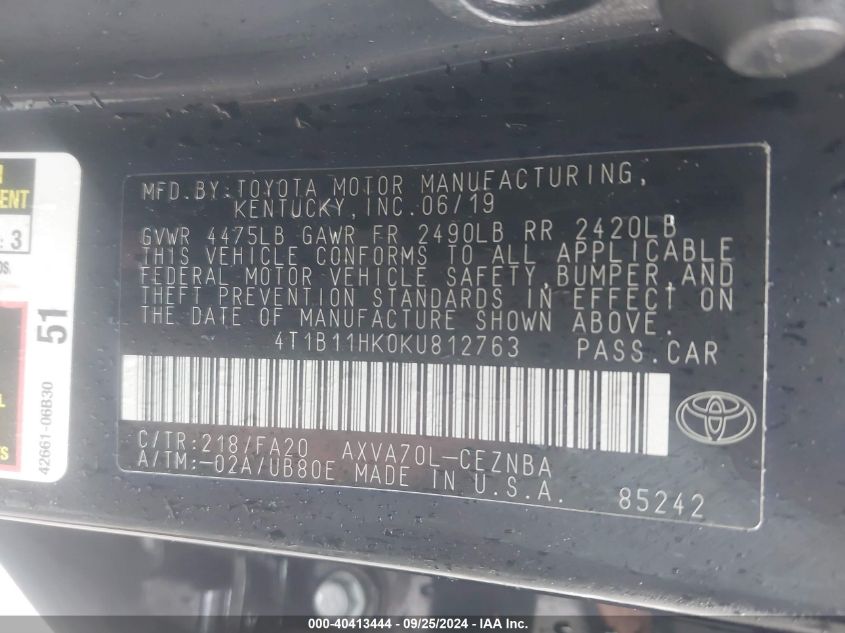 MFD.BY:TOYOTA MOTOR MANUFACTURING,
KENTUCKY,INC.06/19
GVWR 4475LB GAWR FR 2490LB RR 2420LB
THIS VEHICLE CONFORMS TO ALL APPLICABLE
FEDERAL MOTOR VEHICLE SAFETY,BUMPER,AND
THEFT PREVENTION STANDARDS IN EFFECT ON
THE DATE OF MANUFACTURE SHOWN ABOVE.
4T1B11HK0KU812763 PASS.CAR
C/TR:218/FA20 AXVA70L-CEZNBA
A/TM:-02A/UB80E MADE IN U.S.A. 85242
: 3
51
42661-06B30
000-40413444 - 09/25/2024 - IAA Inc.